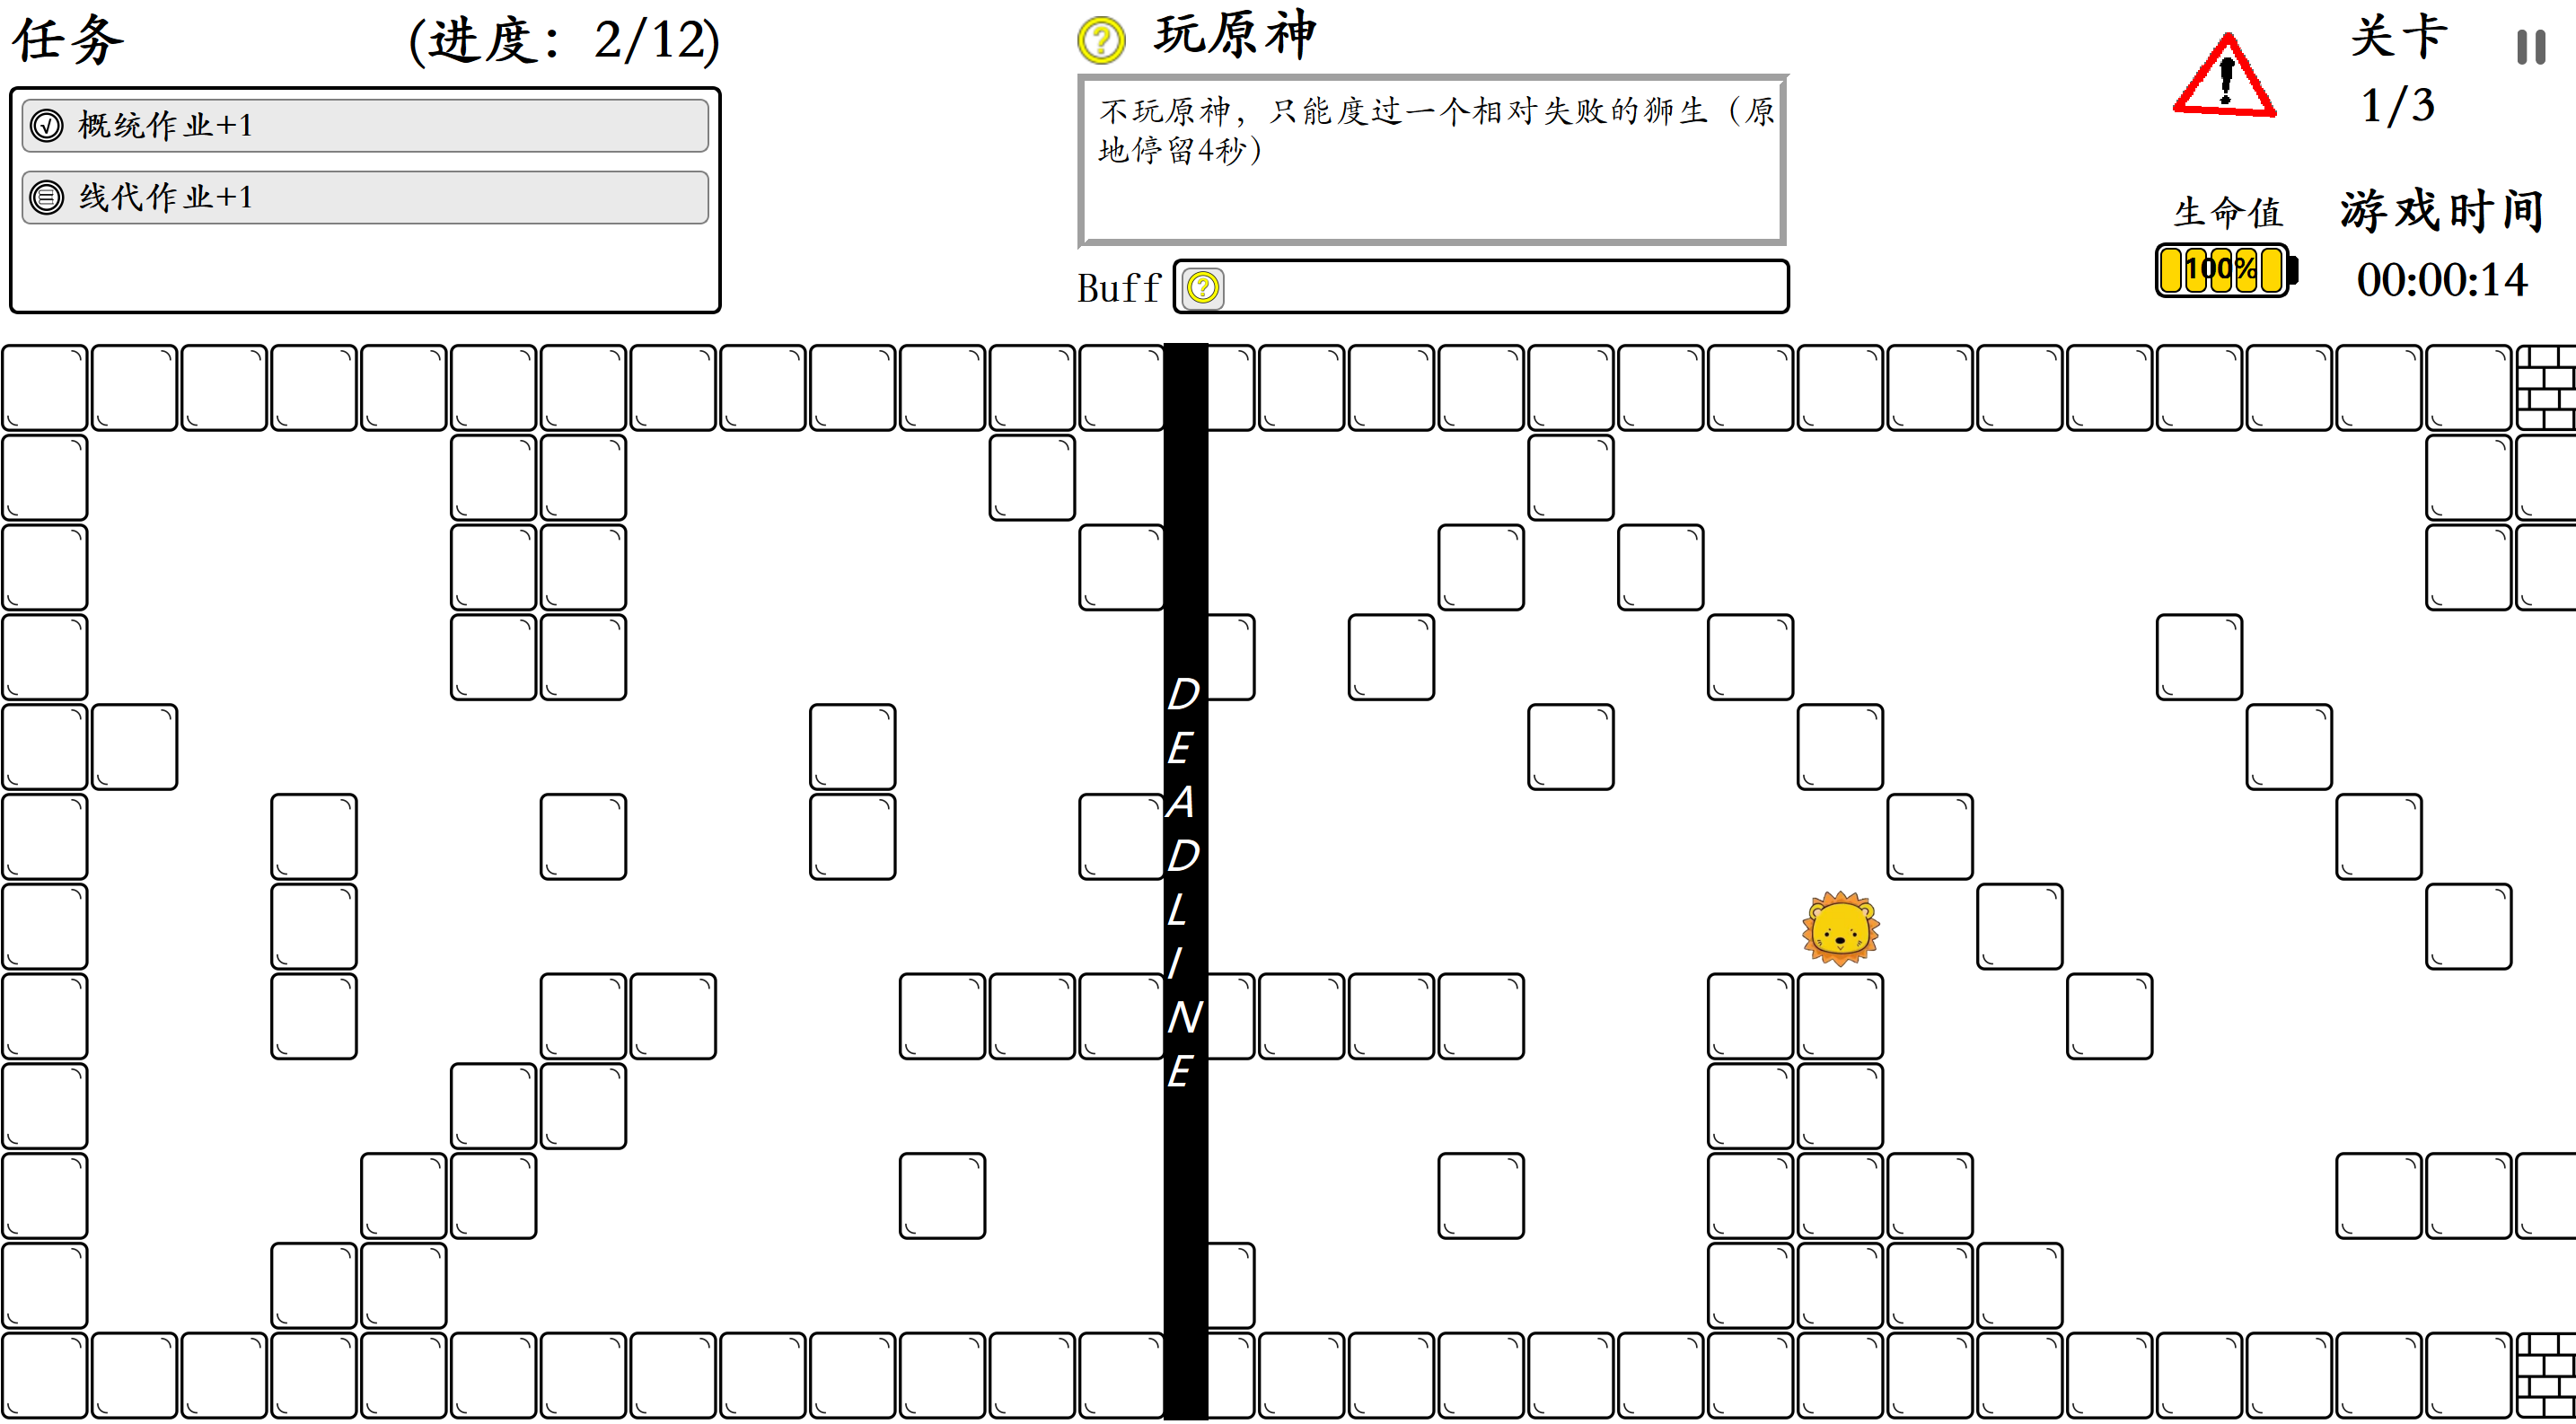 任务 (进度：2/12)
√ 概统作业+1
线代作业+1
? 玩原神
不玩原神，只能度过一个相对失败的狮生（原
地停留4秒）
Buff ?
!
关卡
1/3
生命值
100%
游戏时间
00:00:14
DEADLINE